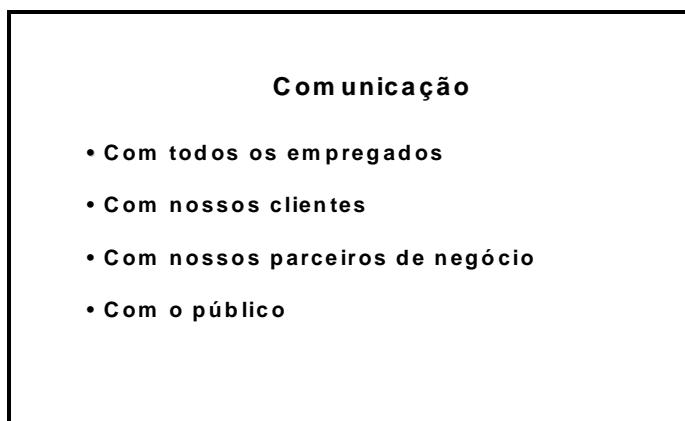 Comunicação
• Com todos os empregados
• Com nossos clientes
• Com nossos parceiros de negócio
• Com o público